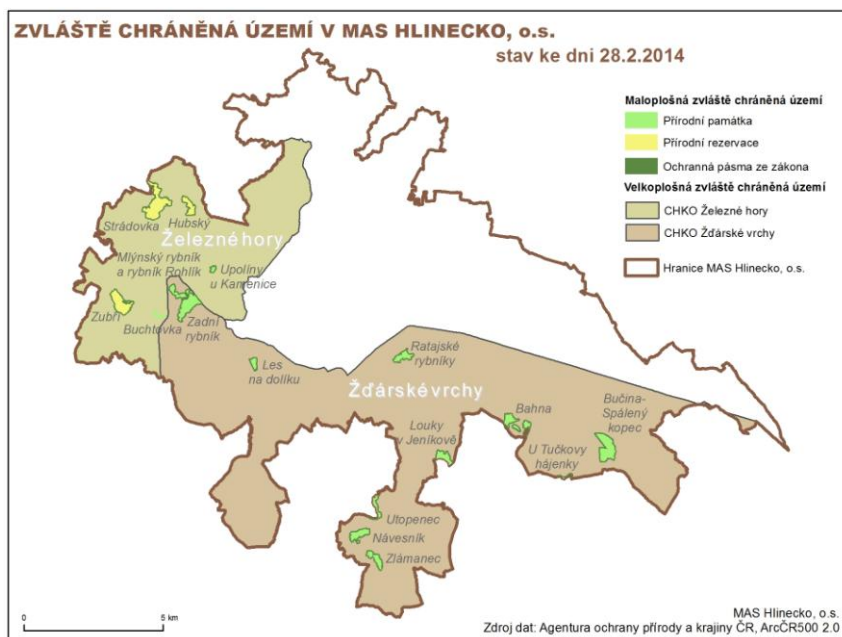 ZVLÁŠTĚ CHRÁNĚNÁ ÚZEMÍ V MAS HLINECKO, o.s.
stav ke dni 28.2.2014
Maloplošná zvláště chráněná území
Přírodní památka
Přírodní rezervace
Ochranná pásma ze zákona
Velkoplošná zvláště chráněná území
CHKO Železné hory
CHKO Žďárské vrchy
Hranice MAS Hlinecko, o.s.
Strádovka
Hubský
Železné hory
Mlýnský rybník
a rybník Rohlík
Upolíny
u Kamenice
Zubří
Buchtovka
Zadní
rybník
Les
na dolíku
Ratajské
rybníky
Žďárské vrchy
Louky
v Jeníkově
Bahna
Bučina-
Spálený
kopec
U Tučkovy
hájenky
Utopenec
Návesník
Zlámanec
0 5 km
MAS Hlinecko, o.s.
Zdroj dat: Agentura ochrany přírody a krajiny ČR, ArcČR500 2.0